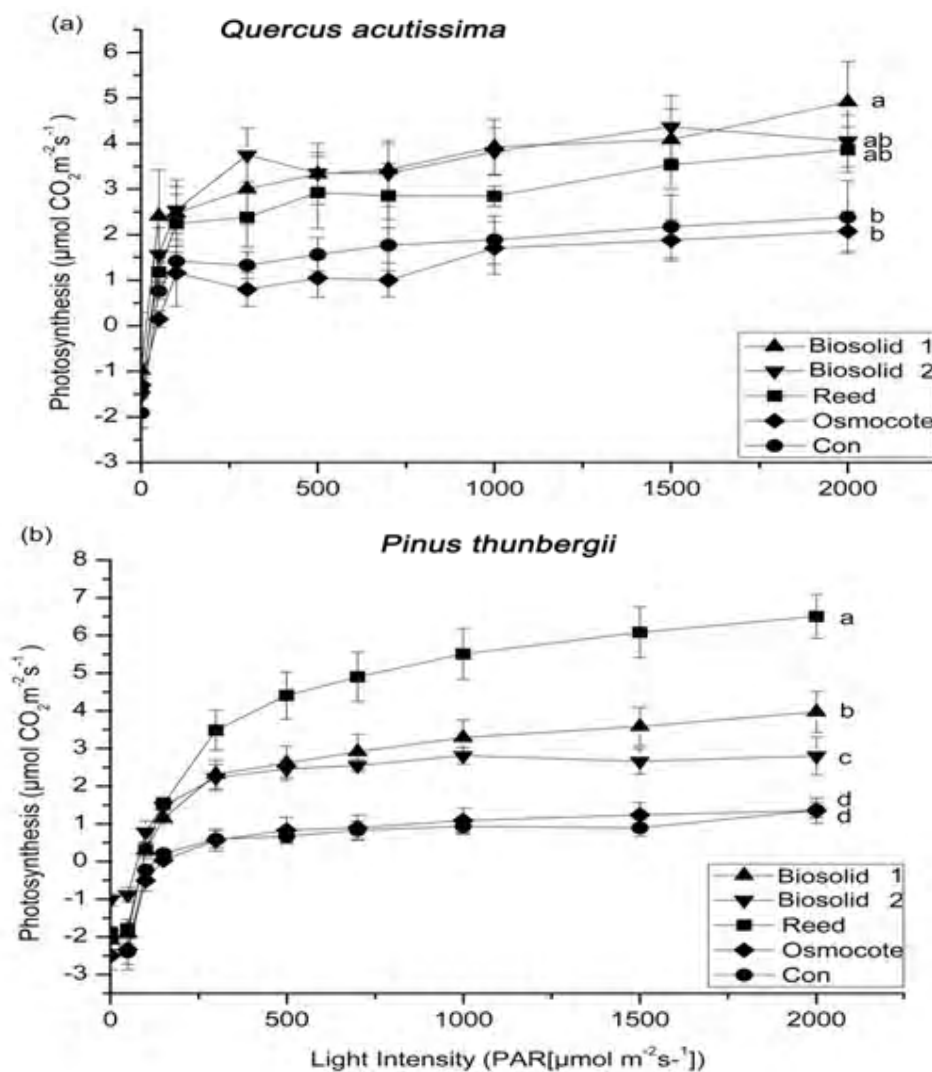 (a) Quercus acutissima
Photosynthesis (μmol CO₂m⁻²s⁻¹)
6
5
4
3
2
1
0
-1
-2
-3
a
ab
ab
b
b
Biosolid 1
Biosolid 2
Reed
Osmocote
Con
0 500 1000 1500 2000
(b) Pinus thunbergii
Photosynthesis (μmol CO₂m⁻²s⁻¹)
8
7
6
5
4
3
2
1
0
-1
-2
-3
a
b
c
d
d
Biosolid 1
Biosolid 2
Reed
Osmocote
Con
0 500 1000 1500 2000
Light Intensity (PAR[μmol m⁻²s-¹])